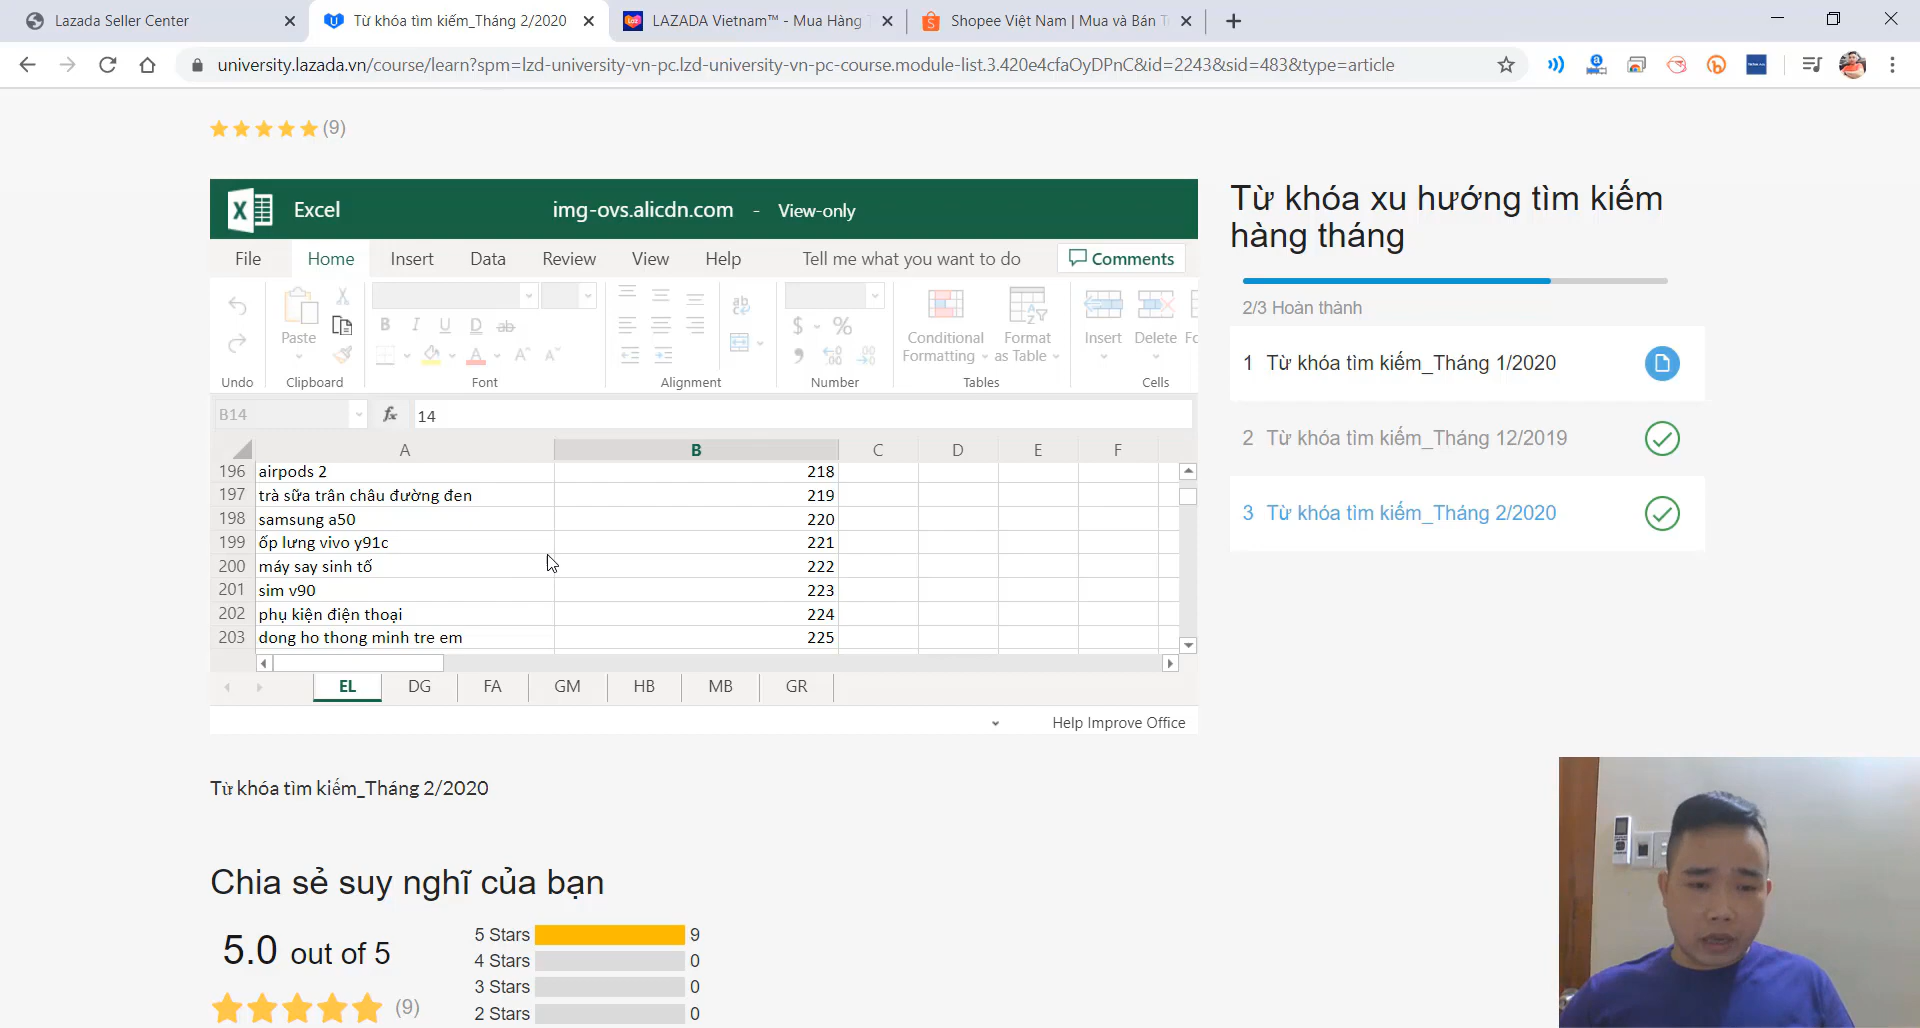 Lazada Seller Center
Từ khóa tìm kiếm_Tháng 2/2020
LAZADA Vietnam™ - Mua Hàng
Shopee Việt Nam | Mua và Bán
university.lazada.vn/course/learn?spm=lzd-university-vn-pc.lzd-university-vn-pc-course.module-list.3.420e4cfaOyDPnC&id=2243&sid=483&type=article
(9)
Excel
img-ovs.alicdn.com - View-only
File Home Insert Data Review View Help Tell me what you want to do Comments
Paste
B I U D ab
$ % 
Conditional Formatting
Format as Table
Insert
Delete
Undo Clipboard Font Alignment Number Tables Cells
B14 fx 14
A B C D E F
196 airpods 2 218
197 trà sữa trân châu đường đen 219
198 samsung a50 220
199 ốp lưng vivo y91c 221
200 máy say sinh tố 222
201 sim v90 223
202 phụ kiện điện thoại 224
203 dong ho thong minh tre em 225
EL DG FA GM HB MB GR
Help Improve Office
Từ khóa xu hướng tìm kiếm
hàng tháng
2/3 Hoàn thành
1 Từ khóa tìm kiếm_Tháng 1/2020
2 Từ khóa tìm kiếm_Tháng 12/2019
3 Từ khóa tìm kiếm_Tháng 2/2020
Từ khóa tìm kiếm_Tháng 2/2020
Chia sẻ suy nghĩ của bạn
5.0 out of 5
(9)
5 Stars 9
4 Stars 0
3 Stars 0
2 Stars 0